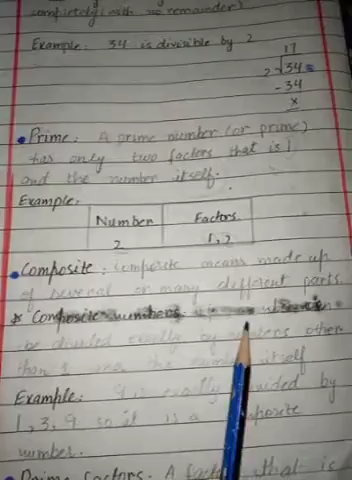 completely (with no remainder)
Example: 34 is divisible by 2
17
2 34
- 34
x
• Prime: A prime number (or prime)
has only two factors that is 1
and the number itself.
Example:
Number Factors
2 1, 2
• Composite: Composite means made up
of several or many different parts.
* Composite numbers
be divided exactly by numbers other
than 1 the number itself
Example: 9 is exactly divided by
1, 3, 9 so it is a composite
number.
• Prime Factors: A factor that is